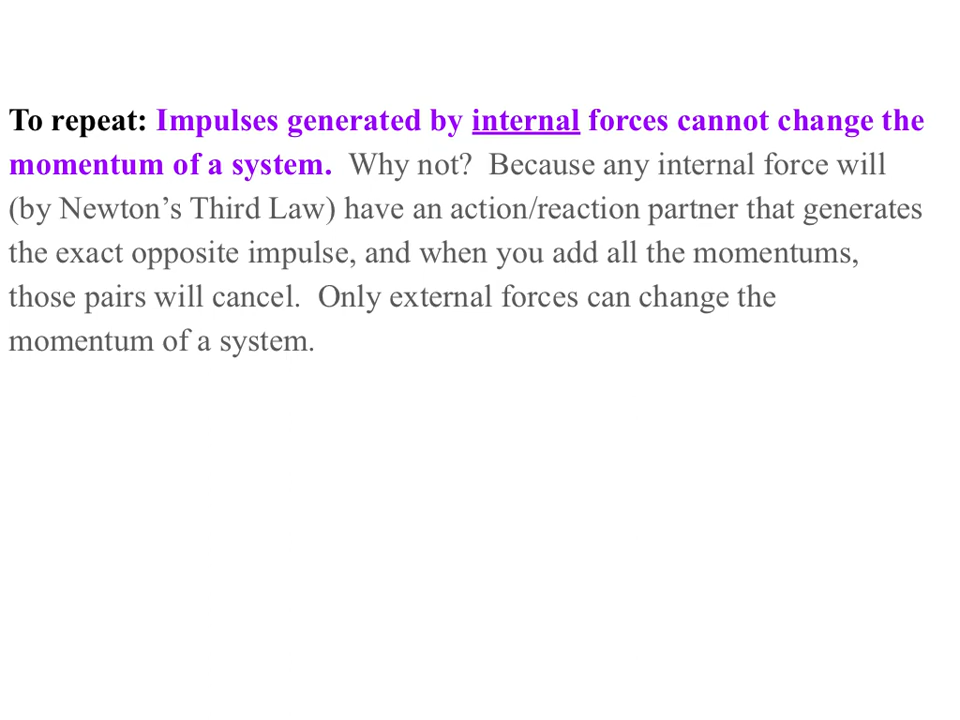 To repeat: Impulses generated by internal forces cannot change the
momentum of a system.  Why not?  Because any internal force will
(by Newton’s Third Law) have an action/reaction partner that generates
the exact opposite impulse, and when you add all the momentums,
those pairs will cancel.  Only external forces can change the
momentum of a system.